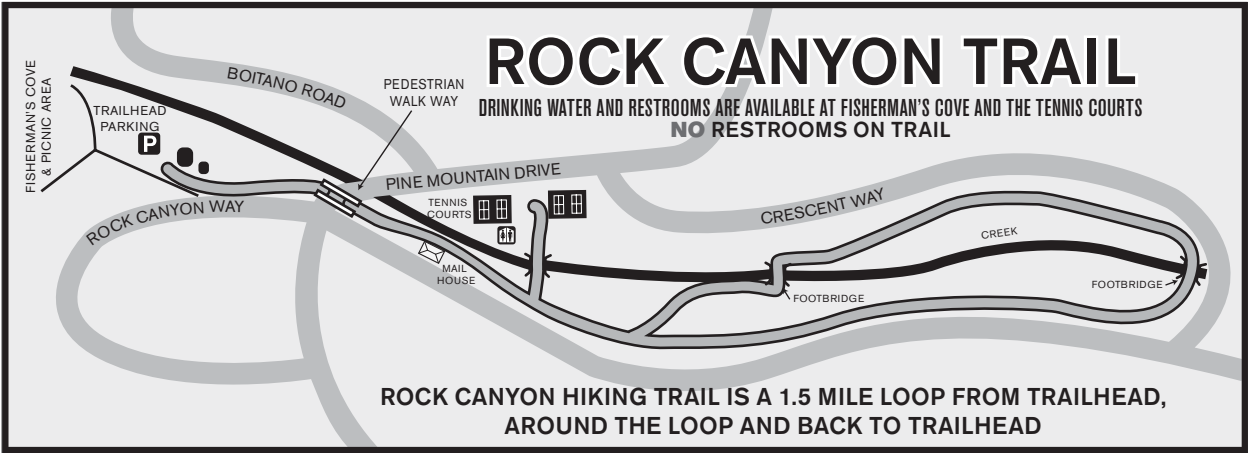 ROCK CANYON TRAIL
DRINKING WATER AND RESTROOMS ARE AVAILABLE AT FISHERMAN'S COVE AND THE TENNIS COURTS
NO RESTROOMS ON TRAIL
FISHERMAN'S COVE
& PICNIC AREA
TRAILHEAD
PARKING
P
BOITANO ROAD
PEDESTRIAN
WALK WAY
PINE MOUNTAIN DRIVE
ROCK CANYON WAY
TENNIS
COURTS
MAIL
HOUSE
CRESCENT WAY
CREEK
FOOTBRIDGE
FOOTBRIDGE
ROCK CANYON HIKING TRAIL IS A 1.5 MILE LOOP FROM TRAILHEAD,
AROUND THE LOOP AND BACK TO TRAILHEAD